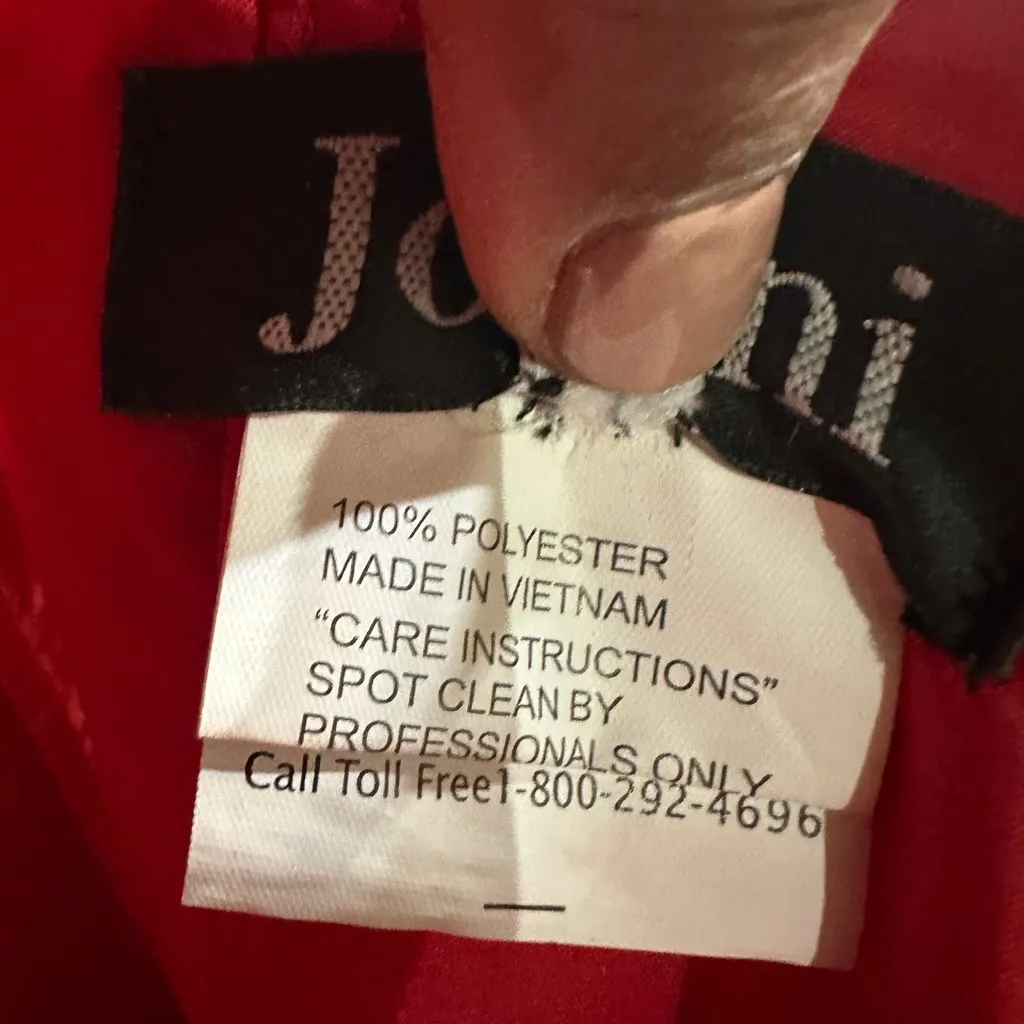 100% POLYESTER
MADE IN VIETNAM
“CARE INSTRUCTIONS”
SPOT CLEAN BY
PROFESSIONALS ONLY
Call Toll Free1-800-292-4696